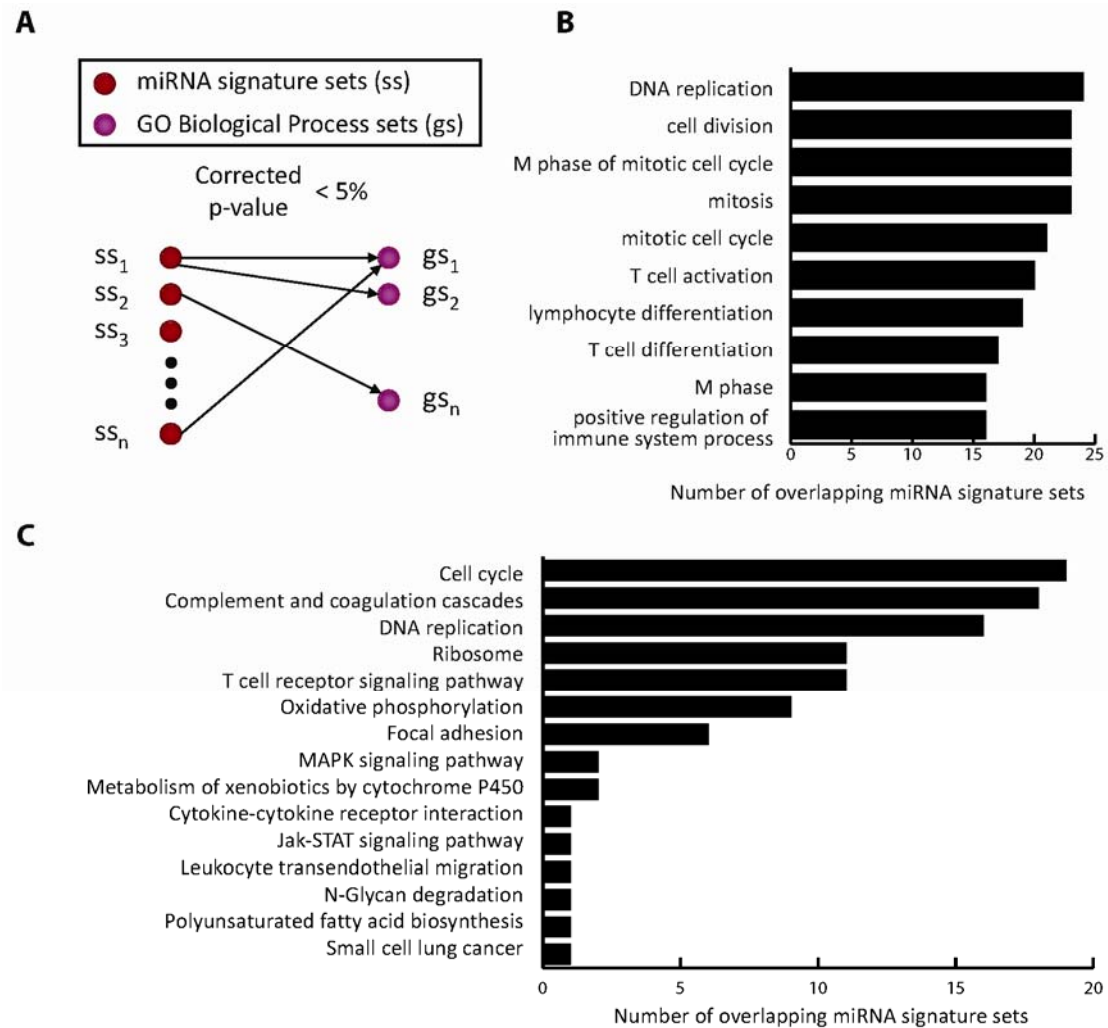 A
miRNA signature sets (ss)
GO Biological Process sets (gs)
Corrected
p-value
< 5%
ss1
ss2
ss3
ssn
gs1
gs2
gsn
B
DNA replication
cell division
M phase of mitotic cell cycle
mitosis
mitotic cell cycle
T cell activation
lymphocyte differentiation
T cell differentiation
M phase
positive regulation of
immune system process
0 5 10 15 20 25
Number of overlapping miRNA signature sets
C
Cell cycle
Complement and coagulation cascades
DNA replication
Ribosome
T cell receptor signaling pathway
Oxidative phosphorylation
Focal adhesion
MAPK signaling pathway
Metabolism of xenobiotics by cytochrome P450
Cytokine-cytokine receptor interaction
Jak-STAT signaling pathway
Leukocyte transendothelial migration
N-Glycan degradation
Polyunsaturated fatty acid biosynthesis
Small cell lung cancer
0 5 10 15 20
Number of overlapping miRNA signature sets